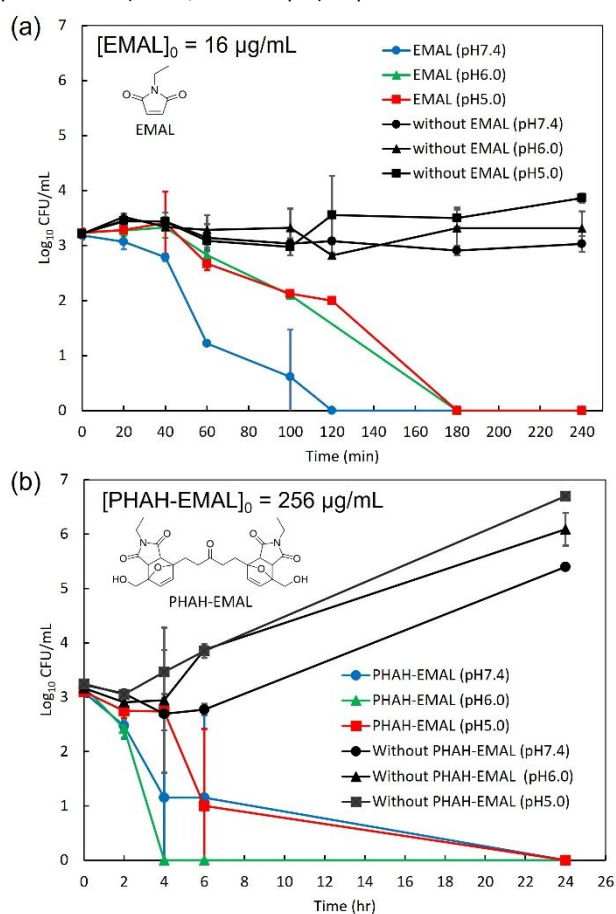 (a)
[EMAL]₀ = 16 µg/mL
EMAL
N
O
O
EMAL (pH7.4)
EMAL (pH6.0)
EMAL (pH5.0)
without EMAL (pH7.4)
without EMAL (pH6.0)
without EMAL (pH5.0)
Log₁₀ CFU/mL
7
6
5
4
3
2
1
0
0 20 40 60 80 100 120 140 160 180 200 220 240
Time (min)
(b)
[PHAH-EMAL]₀ = 256 µg/mL
N
O
O
O
HO
O
N
O
O
O
OH
PHAH-EMAL
PHAH-EMAL (pH7.4)
PHAH-EMAL (pH6.0)
PHAH-EMAL (pH5.0)
Without PHAH-EMAL (pH7.4)
Without PHAH-EMAL (pH6.0)
Without PHAH-EMAL (pH5.0)
Log₁₀ CFU/mL
7
6
5
4
3
2
1
0
0 2 4 6 8 10 12 14 16 18 20 22 24 26
Time (hr)